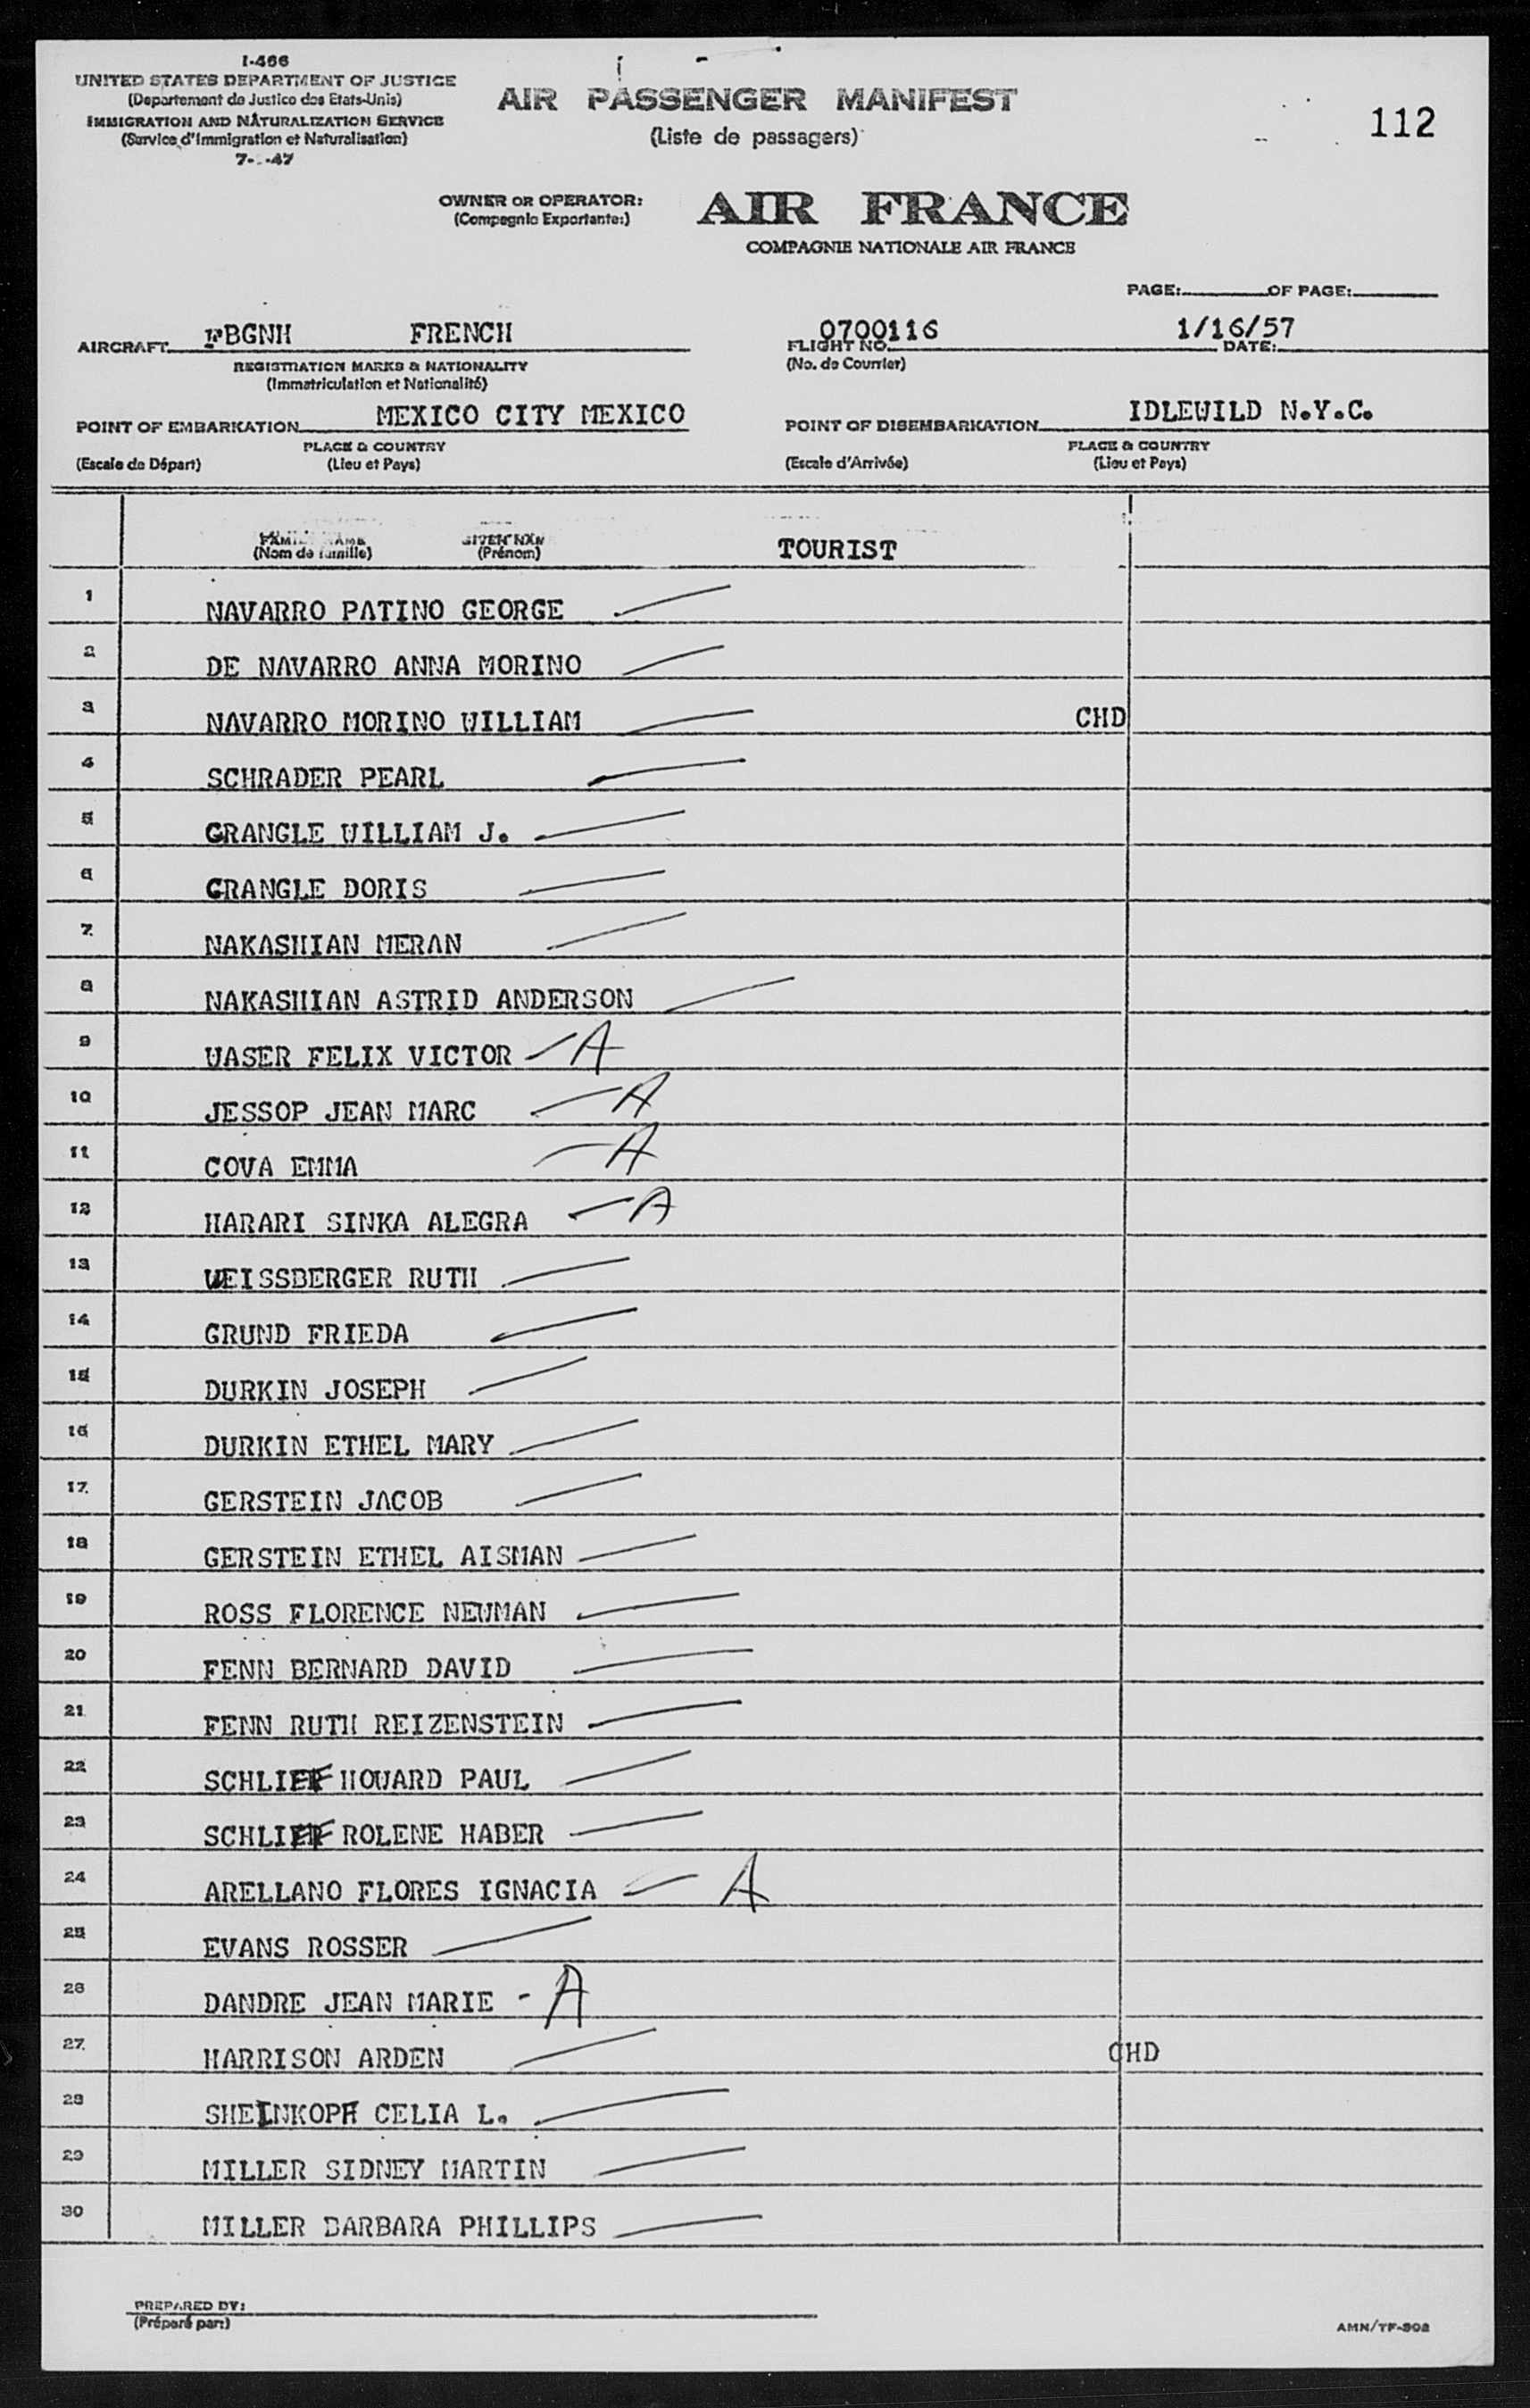 I-466
UNITED STATES DEPARTMENT OF JUSTICE
(Departement de Justice des Etats-Unis)
IMMIGRATION AND NATURALIZATION SERVICE
(Service d'Immigration et Naturalisation)
AIR PASSENGER MANIFEST
(Liste de passagers)
112
OWNER OR OPERATOR:
(Compagnie Exportante:)
AIR FRANCE
COMPAGNIE NATIONALE AIR FRANCE
PAGE: OF PAGE:
AIRCRAFT FBGNH FRENCH
FLIGHT NO. 0700116
DATE: 1/16/57
REGISTRATION MARKS & NATIONALITY
(Immatriculation et Nationalité)
(No. de Courrier)
POINT OF EMBARKATION MEXICO CITY MEXICO
POINT OF DISEMBARKATION IDLEWILD N.Y.C.
PLACE & COUNTRY PLACE & COUNTRY
(Escale de Départ) (Lieu et Pays) (Escale d'Arrivée) (Lieu et Pays)
FAMILY NAME GIVEN NAME
(Nom de famille) (Prénom) TOURIST
1 NAVARRO PATINO GEORGE
2 DE NAVARRO ANNA MORINO
3 NAVARRO MORINO WILLIAM CHD
4 SCHRADER PEARL
5 GRANGLE WILLIAM J.
6 GRANGLE DORIS
7 NAKASHIAN MERAN
8 NAKASHIAN ASTRID ANDERSON
9 WASER FELIX VICTOR A
10 JESSOP JEAN MARC A
11 COVA EMMA A
12 HARARI SINKA ALEGRA A
13 WEISSBERGER RUTH
14 GRUND FRIEDA
15 DURKIN JOSEPH
16 DURKIN ETHEL MARY
17 GERSTEIN JACOB
18 GERSTEIN ETHEL AISMAN
19 ROSS FLORENCE NEWMAN
20 FENN BERNARD DAVID
21 FENN RUTH REIZENSTEIN
22 SCHLIFF HOWARD PAUL
23 SCHLIFF ROLENE HABER
24 ARELLANO FLORES IGNACIA A
25 EVANS ROSSER
26 DANDRE JEAN MARIE - A
27 HARRISON ARDEN CHD
28 SHEINKOPF CELIA L.
29 MILLER SIDNEY MARTIN
30 MILLER BARBARA PHILLIPS
PREPARED BY:
(Préparé par:)
AMN/TF-302